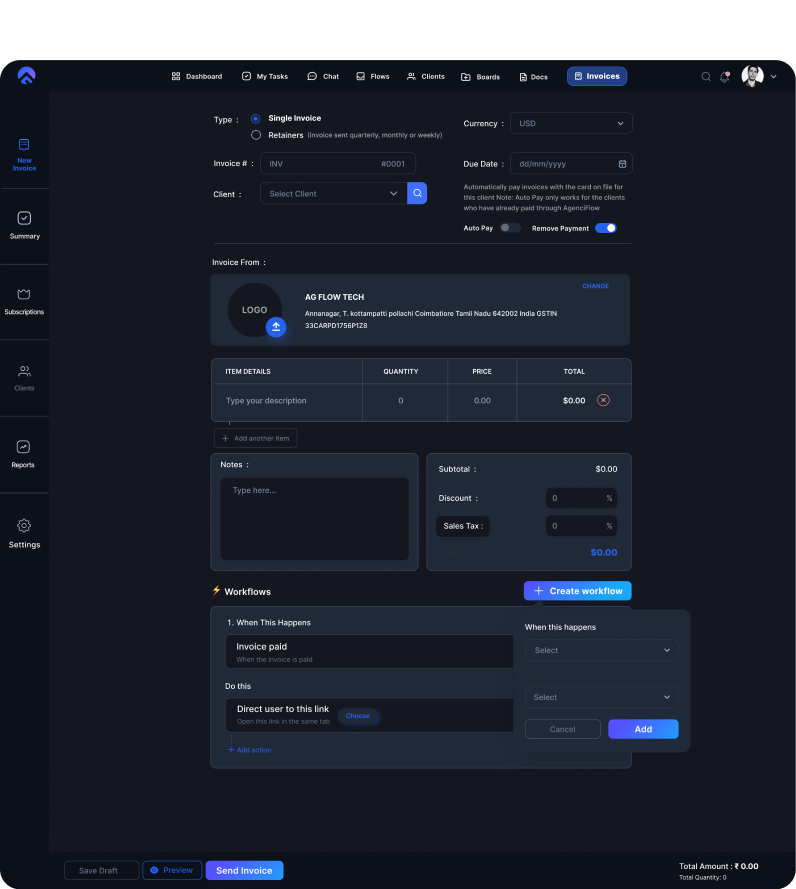 Dashboard
My Tasks
Chat
Flows
Clients
Boards
Docs
Invoices
New
Invoice
Summary
Subscriptions
Clients
Reports
Settings
Type :
Single Invoice
Retainers (Invoice sent quarterly, monthly or weekly)
Currency :
USD
Invoice # :
INV
#0001
Due Date :
dd/mm/yyyy
Client :
Select Client
Automatically pay invoices with the card on file for
this client Note: Auto Pay only works for the clients
who have already paid through AgenciFlow
Auto Pay
Remove Payment
Invoice From :
CHANGE
LOGO
AG FLOW TECH
Annanagar, T. kottampatti pollachi Coimbatiore Tamil Nadu 642002 India GSTIN
33CARPD1756P1Z8
ITEM DETAILS
QUANTITY
PRICE
TOTAL
Type your description
0
0.00
$0.00
Add another item
Notes :
Type here...
Subtotal :
$0.00
Discount :
0
%
Sales Tax :
0
%
$0.00
Workflows
Create workflow
1. When This Happens
Invoice paid
When the invoice is paid
Do this
Direct user to this link
Open this link in the same tab
Choose
Add action
When this happens
Select
Select
Cancel
Add
Save Draft
Preview
Send Invoice
Total Amount : ₹ 0.00
Total Quantity: 0